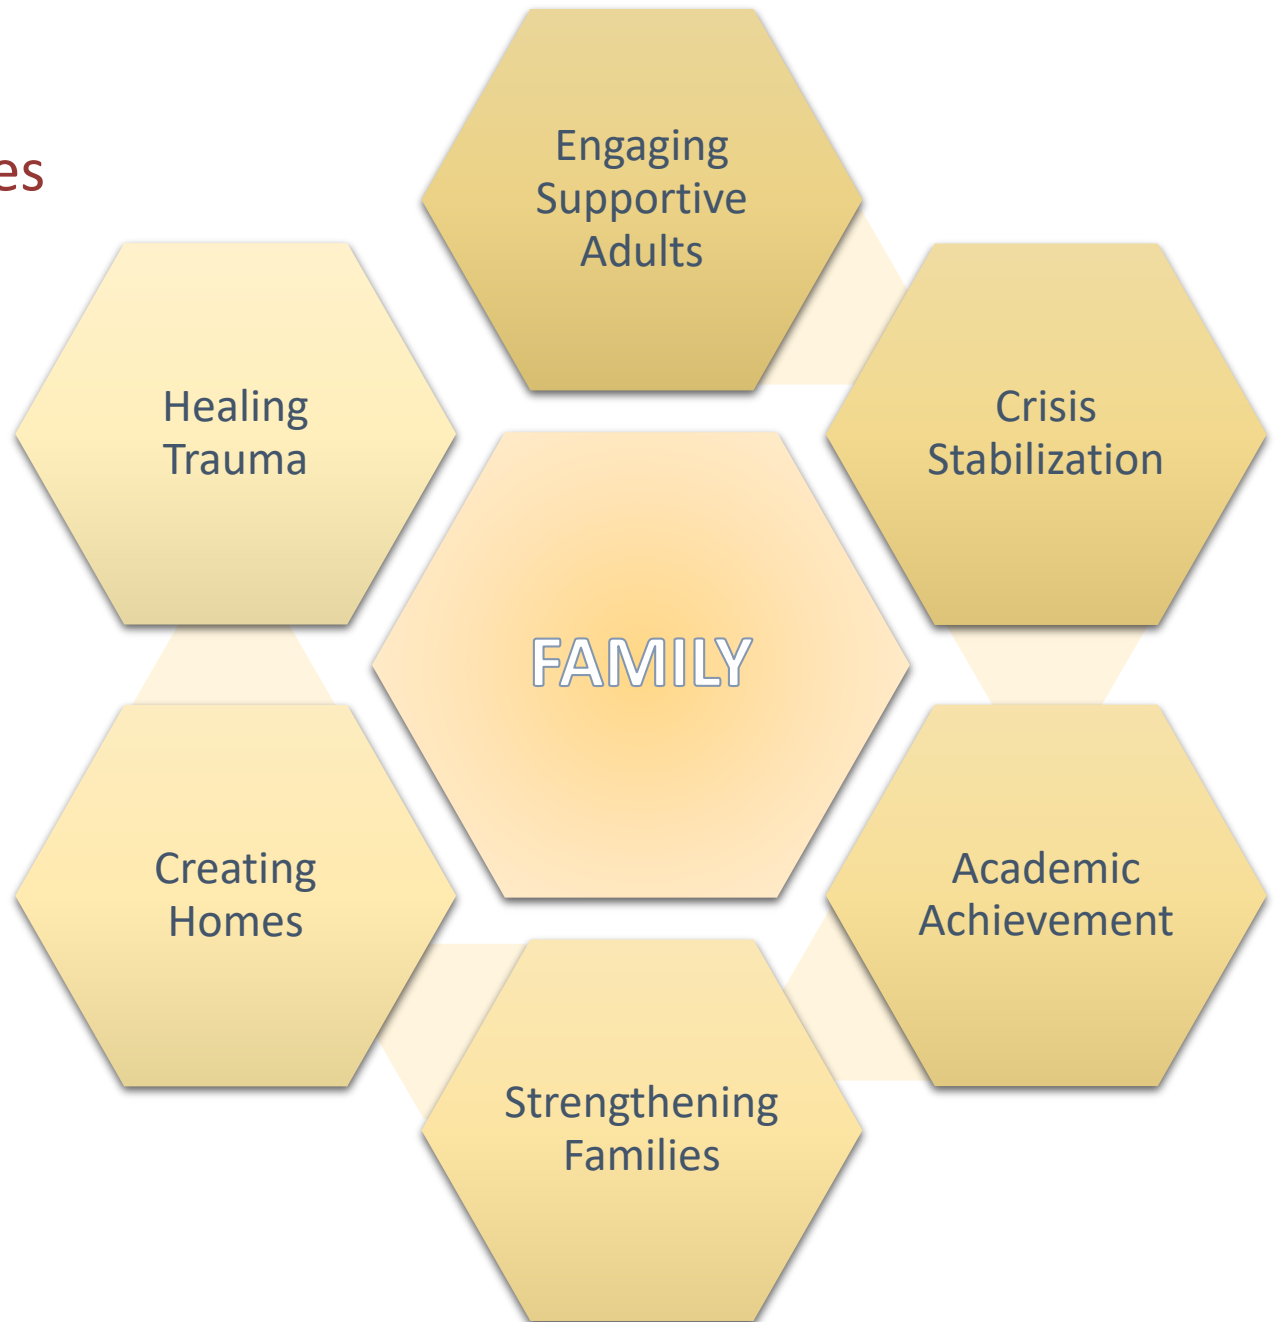 es
Engaging
Supportive
Adults
Healing
Trauma
Crisis
Stabilization
FAMILY
Creating
Homes
Academic
Achievement
Strengthening
Families